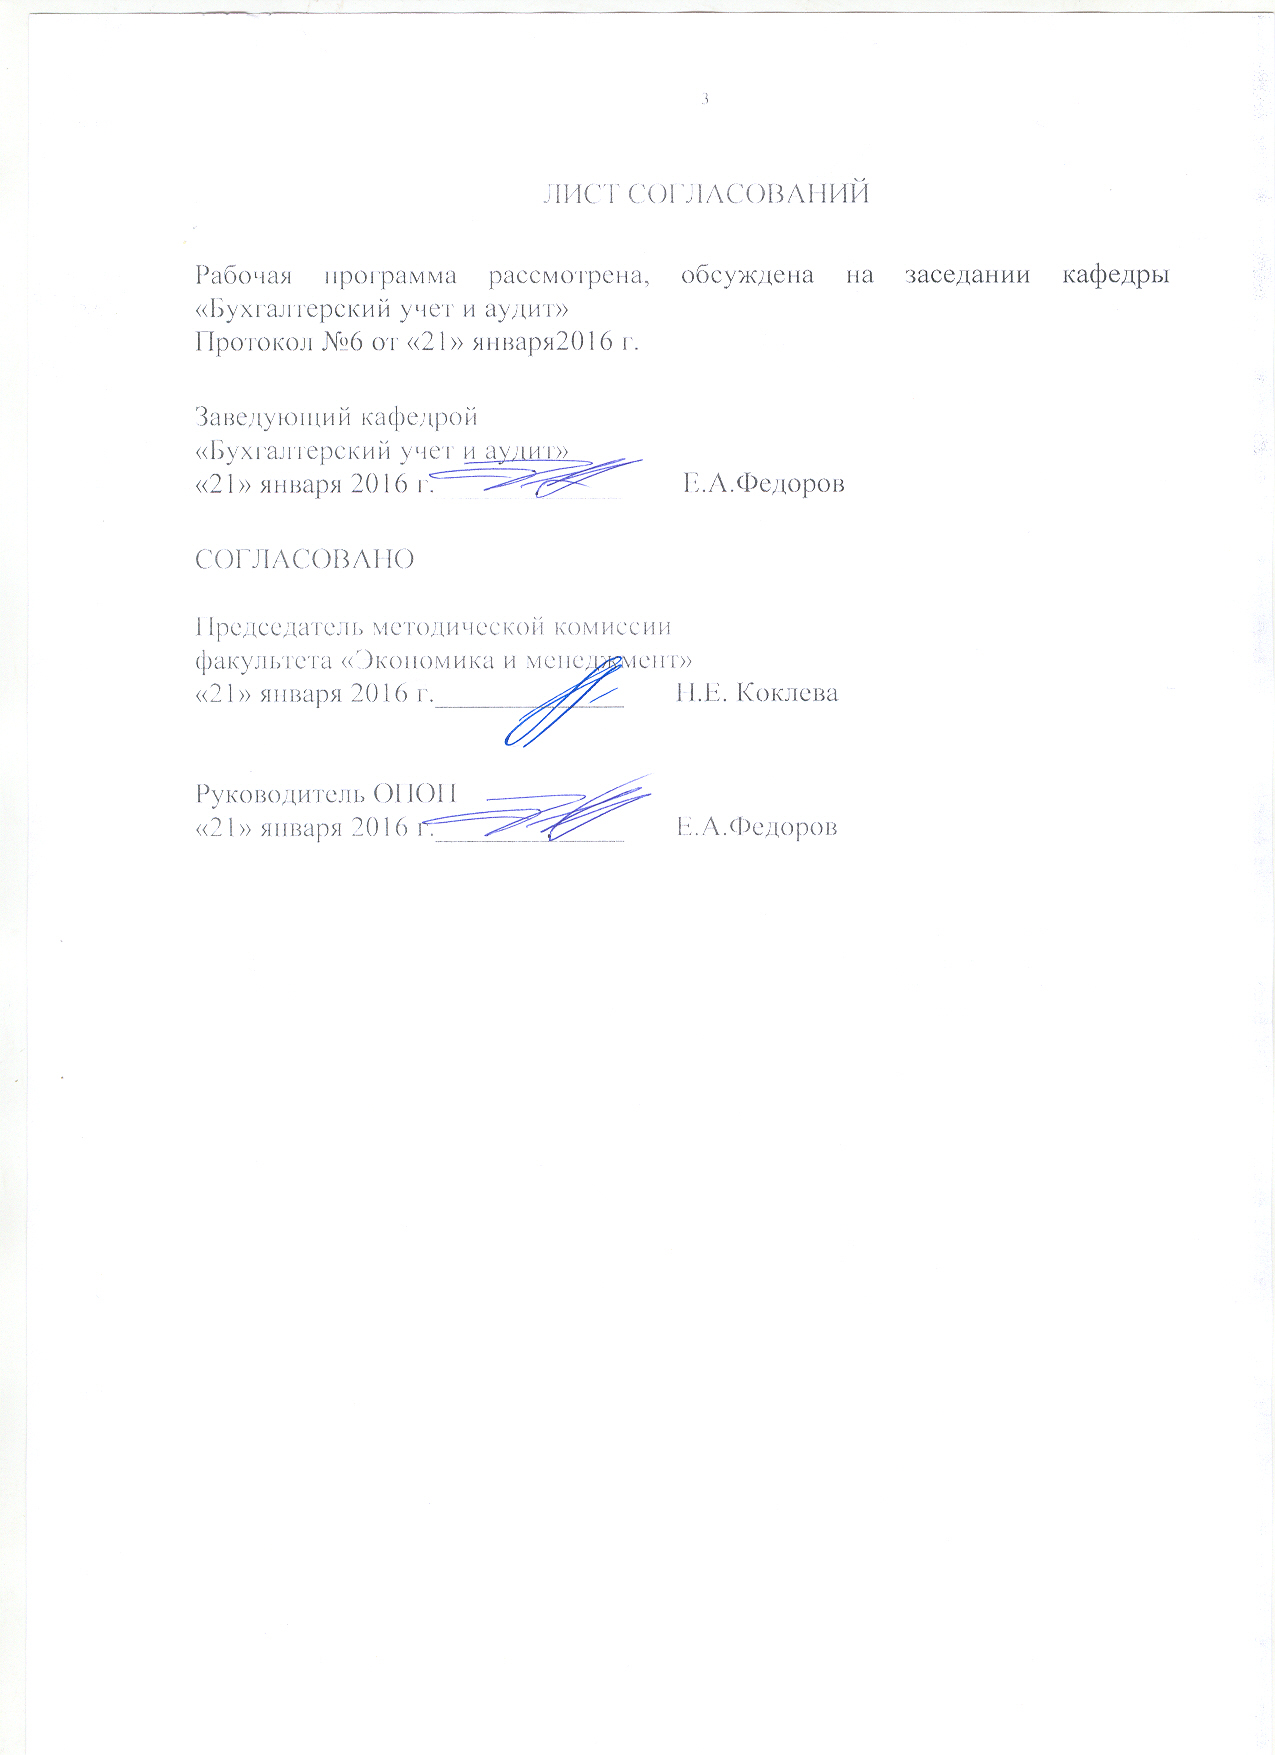 3
ЛИСТ СОГЛАСОВАНИЙ
Рабочая программа рассмотрена, обсуждена на заседании кафедры
«Бухгалтерский учет и аудит»
Протокол №6 от «21» января2016 г.
Заведующий кафедрой
«Бухгалтерский учет и аудит»
«21» января 2016 г. Е.А.Федоров
СОГЛАСОВАНО
Председатель методической комиссии
факультета «Экономика и менеджмент»
«21» января 2016 г.______________ Н.Е. Коклева
Руководитель ОПОП
«21» января 2016 г.______________ Е.А.Федоров